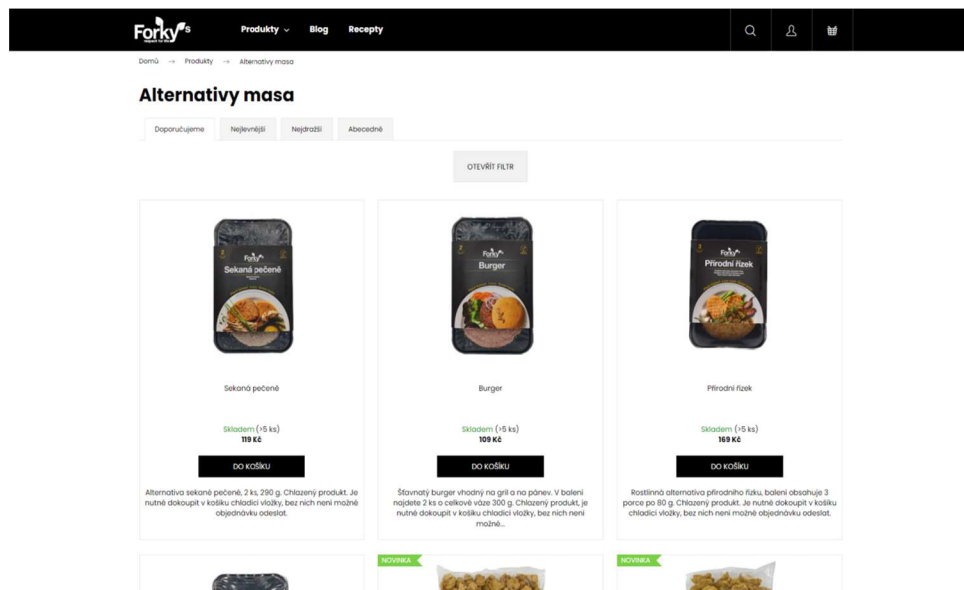 Forky's
Produkty
Blog
Recepty
Domů → Produkty → Alternativy masa
Alternativy masa
Doporučujeme
Nejlevnější
Nejdražší
Abecedně
OTEVŘÍT FILTR
Forky's
Sekaná pečeně
Forky's
Burger
Forky's
Přírodní řízek
Sekaná pečeně
Burger
Přírodní řízek
Skladem (>5 ks)
119 Kč
Skladem (>5 ks)
109 Kč
Skladem (>5 ks)
169 Kč
DO KOŠÍKU
DO KOŠÍKU
DO KOŠÍKU
Alternativa sekané pečeně, 2 ks, 290 g. Chlazený produkt. Je
nutné dokoupit v košíku chladicí vložky, bez nich není možné
objednávku odeslat.
Šťavnatý burger vhodný na gril a na pánev. V balení
najdete 2 ks o celkové váze 300 g. Chlazený produkt, je
nutné dokoupit v košíku chladicí vložky, bez nich není
možné...
Rostlinná alternativa přírodního řízku, balení obsahuje 3
porce po 80 g. Chlazený produkt. Je nutné dokoupit v košíku
chladicí vložky, bez nich není možné objednávku odeslat.
NOVINKA
NOVINKA